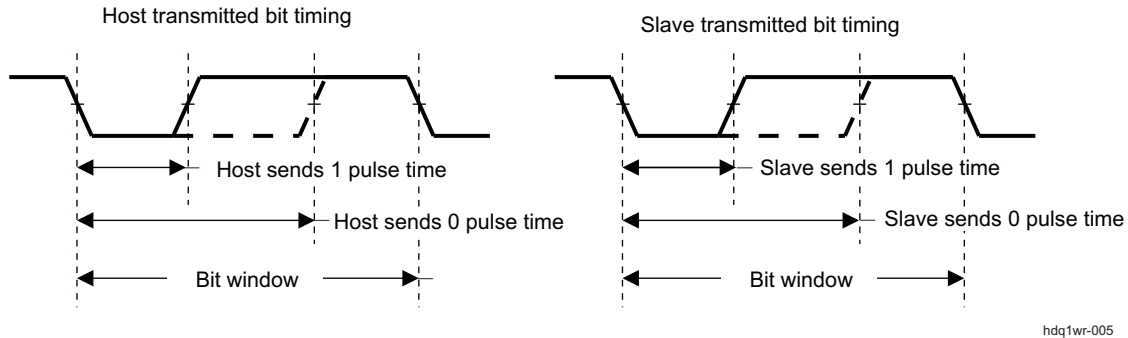 Host transmitted bit timing
Slave transmitted bit timing
Host sends 1 pulse time
Slave sends 1 pulse time
Host sends 0 pulse time
Slave sends 0 pulse time
Bit window
Bit window
hdq1wr-005